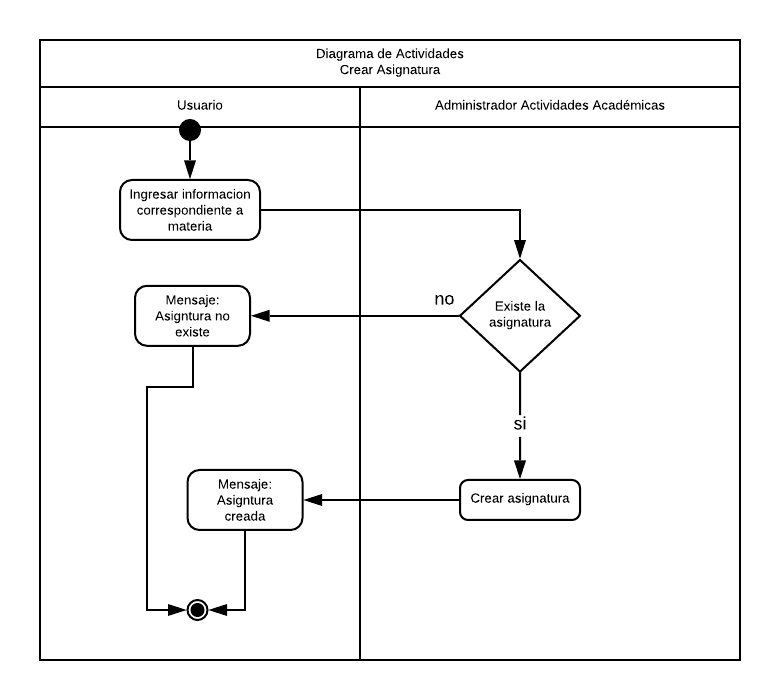 Diagrama de Actividades
Crear Asignatura
Usuario
Administrador Actividades Académicas
Ingresar informacion
correspondiente a
materia
Existe la
asignatura
no
Mensaje:
Asigntura no
existe
si
Crear asignatura
Mensaje:
Asigntura
creada